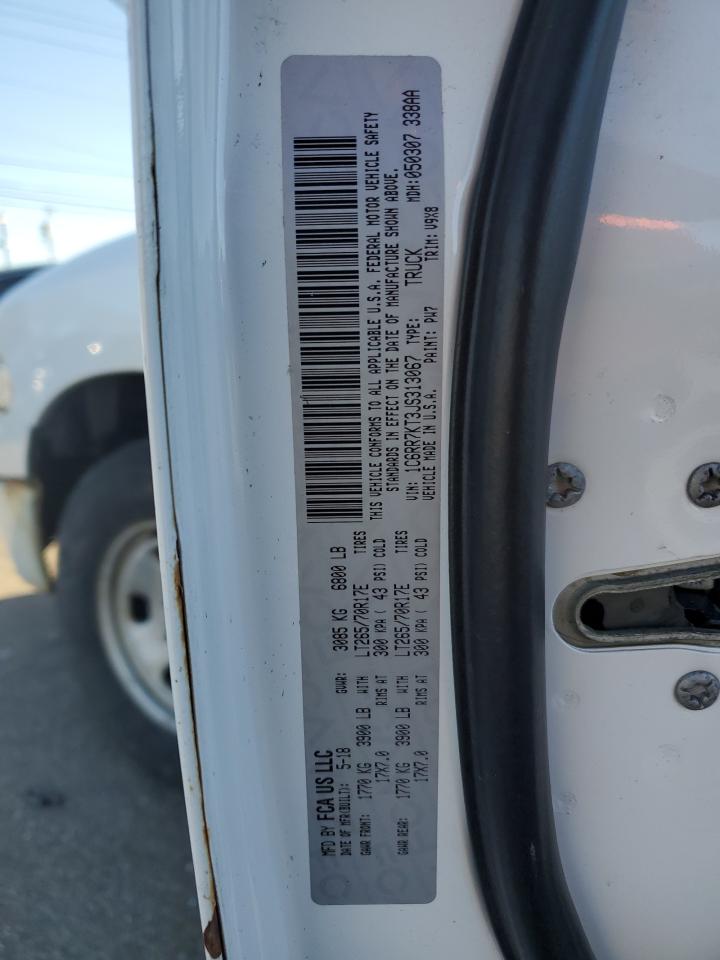 MFD BY FCA US LLC
DATE OF MFR(BUILT): 5-18 GVWR: 3085 KG 6800 LB
GAWR FRONT: 1770 KG 3900 LB WITH LT265/70R17E TIRES
17X7.0 RIMS AT 300 KPA ( 43 PSI) COLD
GAWR REAR: 1770 KG 3900 LB WITH LT265/70R17E TIRES
17X7.0 RIMS AT 300 KPA ( 43 PSI) COLD
THIS VEHICLE CONFORMS TO ALL APPLICABLE U.S.A. FEDERAL MOTOR VEHICLE SAFETY
STANDARDS IN EFFECT ON THE DATE OF MANUFACTURE SHOWN ABOVE.
VIN: 1C6RR7KT3JS313067 TYPE: TRUCK MDH:050307 338AA
VEHICLE MADE IN U.S.A. PAINT: PW7 TRIM: V9X8